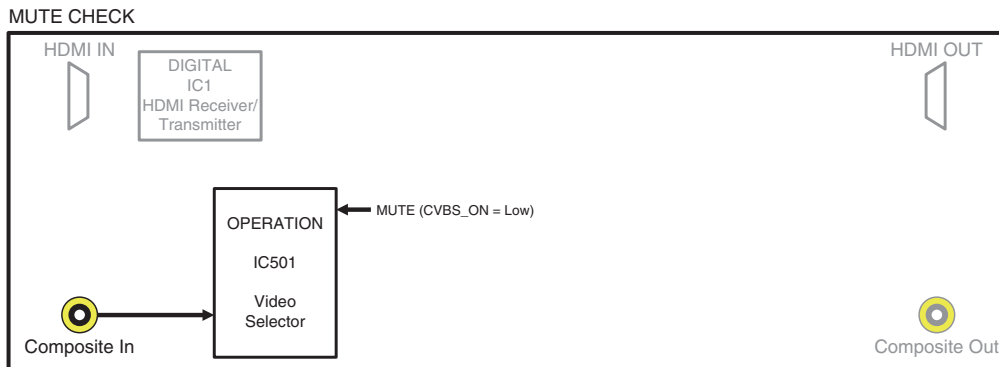 MUTE CHECK
HDMI IN
HDMI OUT
DIGITAL
IC1
HDMI Receiver/
Transmitter
OPERATION
IC501
Video
Selector
MUTE (CVBS_ON = Low)
Composite In
Composite Out